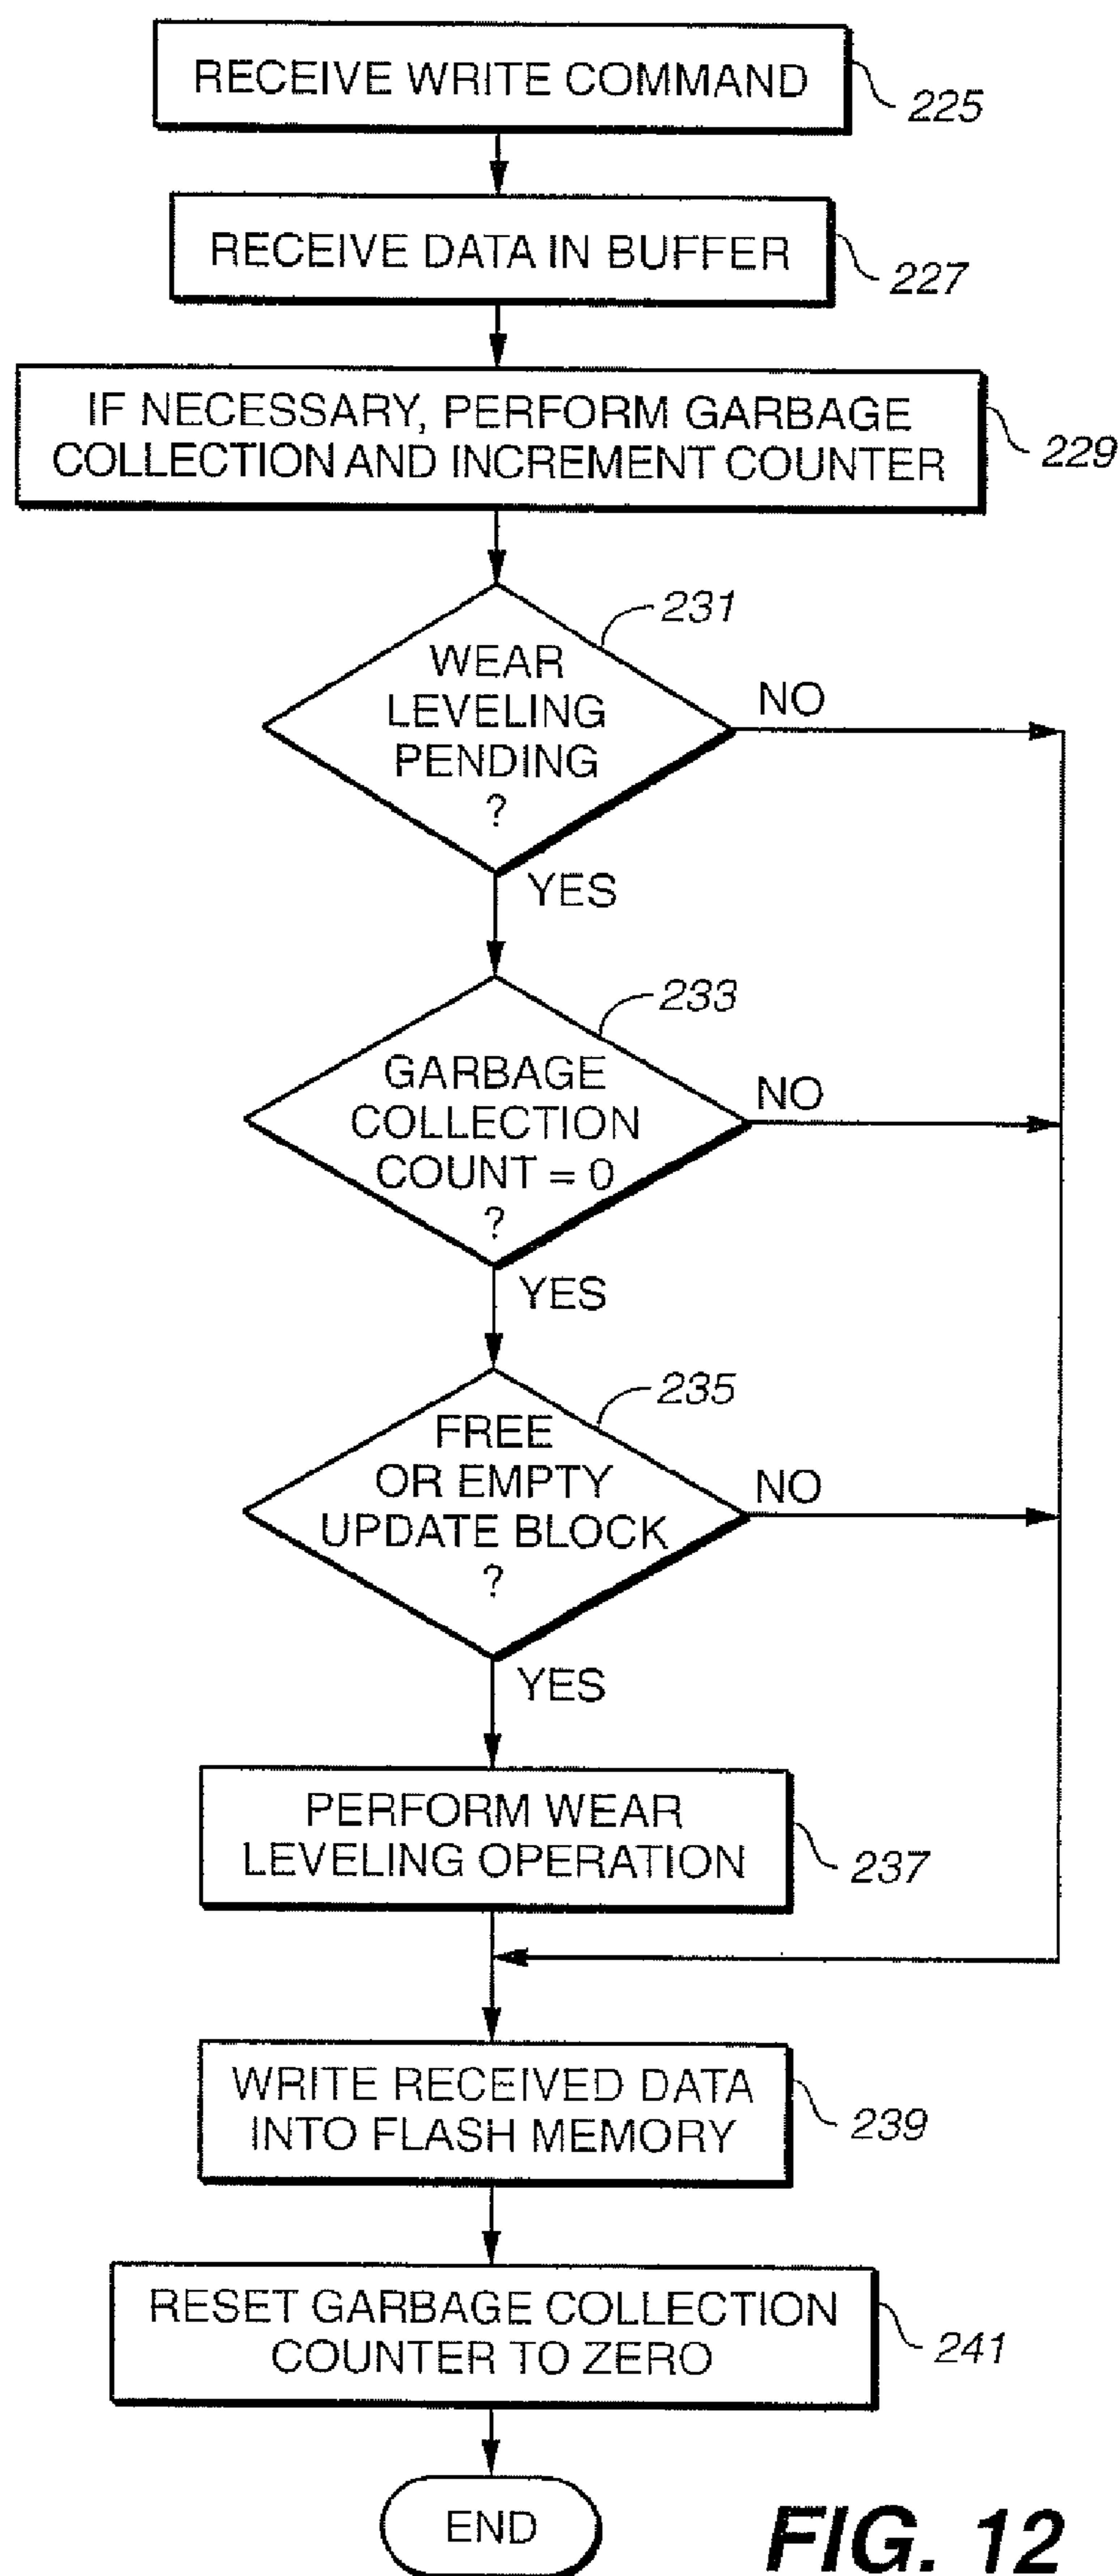 RECEIVE WRITE COMMAND
225
RECEIVE DATA IN BUFFER
227
IF NECESSARY, PERFORM GARBAGE
COLLECTION AND INCREMENT COUNTER
229
231
WEAR
LEVELING
PENDING
?
NO
YES
233
GARBAGE
COLLECTION
COUNT = 0
?
NO
YES
235
FREE
OR EMPTY
UPDATE BLOCK
?
NO
YES
PERFORM WEAR
LEVELING OPERATION
237
WRITE RECEIVED DATA
INTO FLASH MEMORY
239
RESET GARBAGE COLLECTION
COUNTER TO ZERO
241
END
FIG. 12